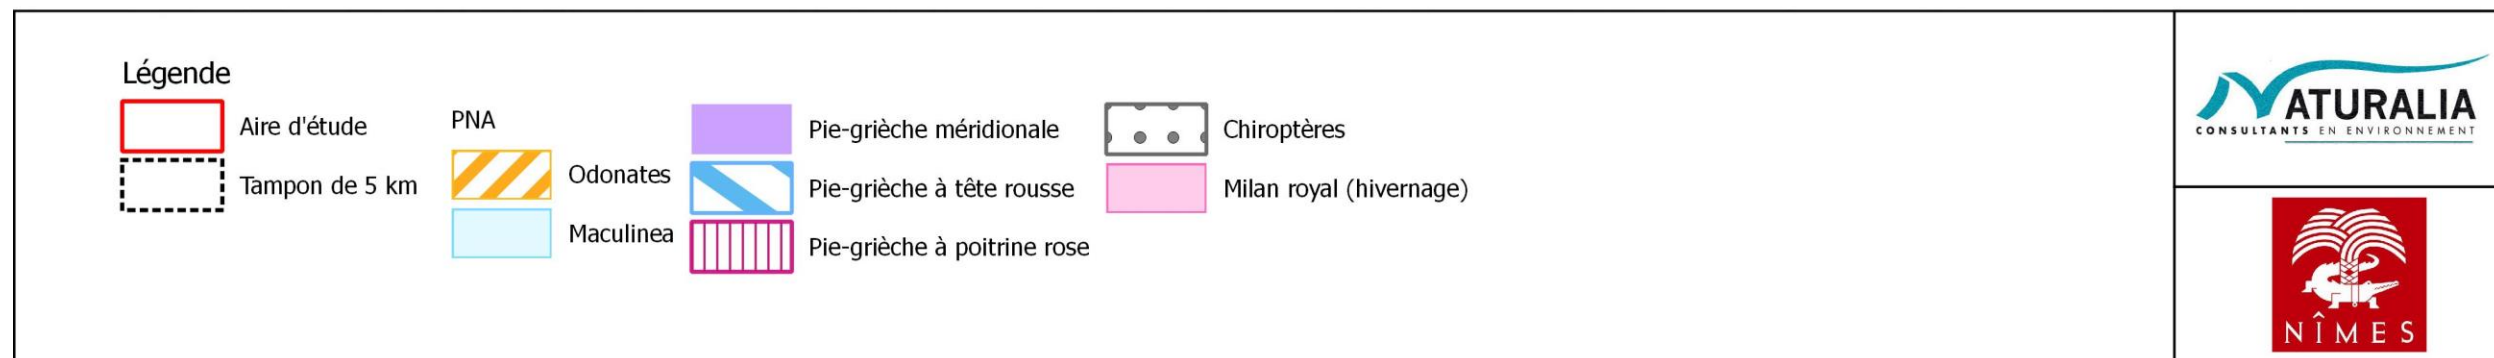 Légende
Aire d'étude
Tampon de 5 km
PNA
Odonates
Maculinea
Pie-grièche méridionale
Pie-grièche à tête rousse
Pie-grièche à poitrine rose
Chiroptères
Milan royal (hivernage)
NATURALIA
CONSULTANTS EN ENVIRONNEMENT
NÎMES